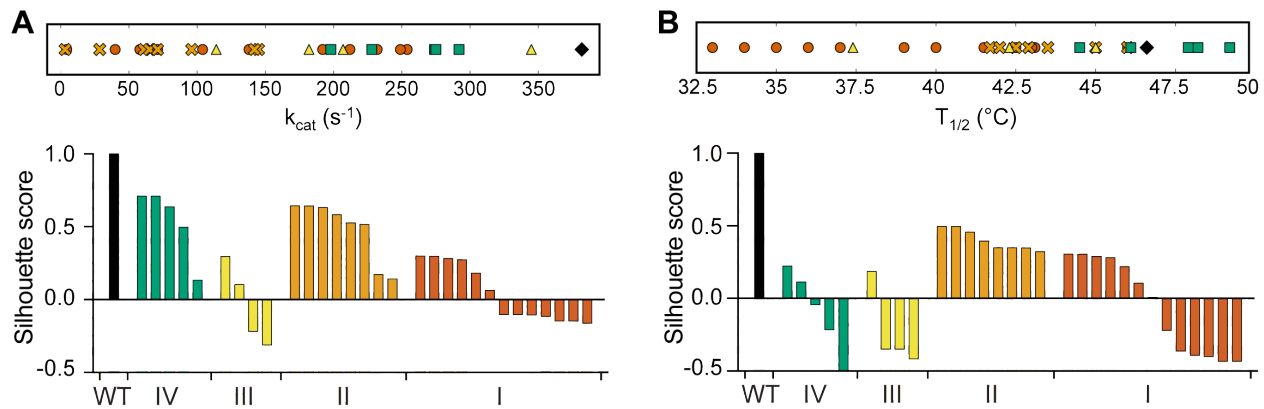 A
0 50 100 150 200 250 300 350
k_cat (s⁻¹)
Silhouette score
1.0
0.5
0.0
-0.5
WT IV III II I
B
32.5 35 37.5 40 42.5 45 47.5 50
T_1/2 (°C)
Silhouette score
1.0
0.5
0.0
-0.5
WT IV III II I